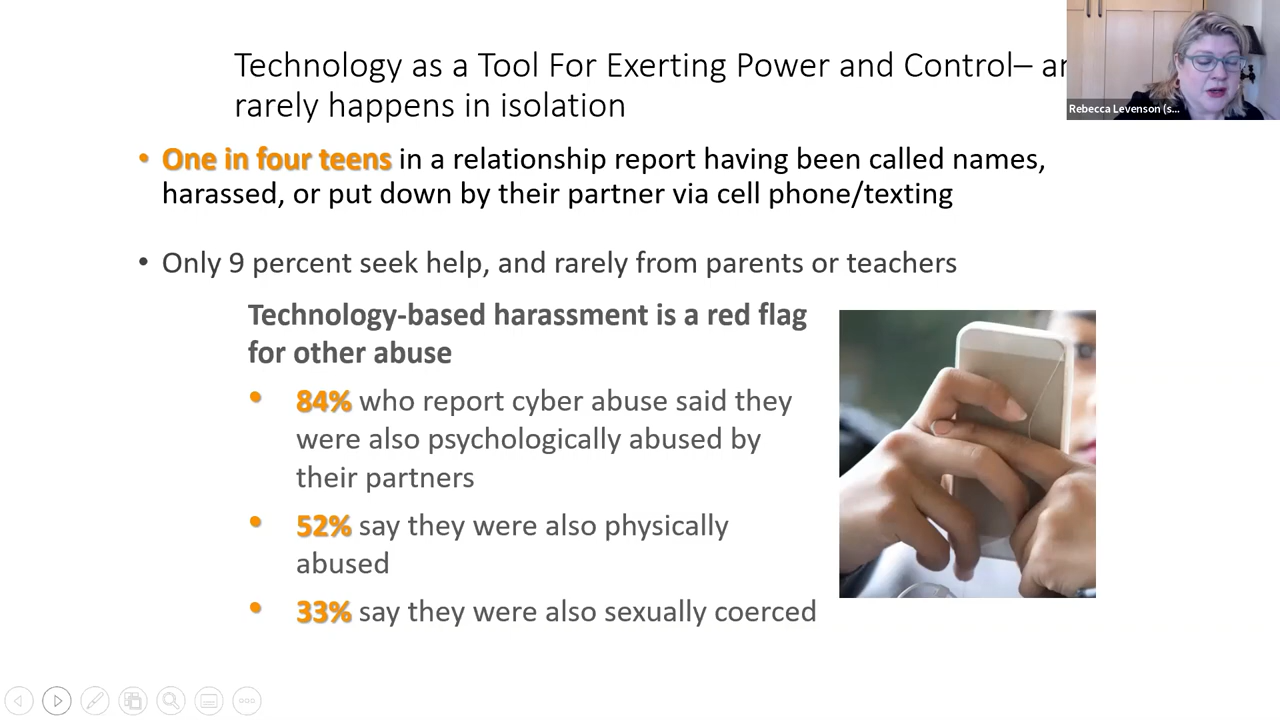 Technology as a Tool For Exerting Power and Control– ar
rarely happens in isolation
Rebecca Levenson (s...
• One in four teens in a relationship report having been called names,
harassed, or put down by their partner via cell phone/texting
• Only 9 percent seek help, and rarely from parents or teachers
Technology-based harassment is a red flag
for other abuse
• 84% who report cyber abuse said they
were also psychologically abused by
their partners
• 52% say they were also physically
abused
• 33% say they were also sexually coerced